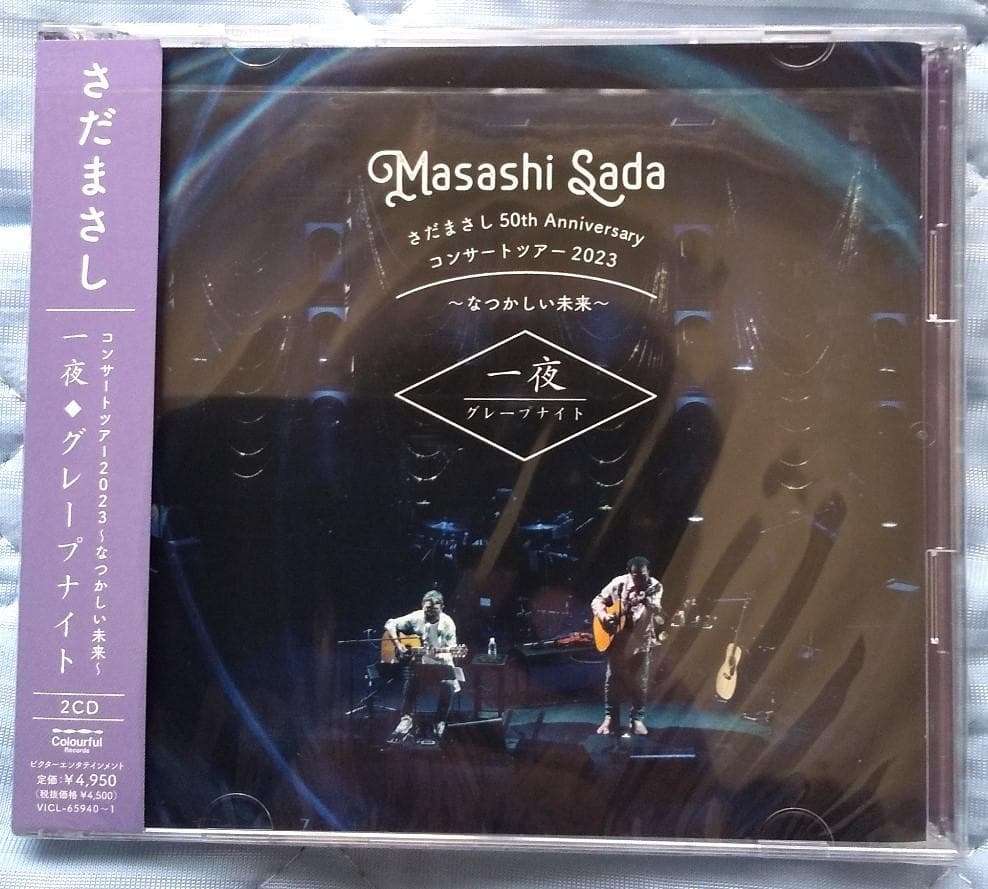 さだまさし
コンサートツアー2023～なつかしい未来～
一夜◆グレープナイト
2CD
Colourful
Records
ビクターエンタテインメント
定価：¥4,950
（税抜価格 ¥4,500）
VICL-65940～1
Masashi Sada
さだまさし 50th Anniversary
コンサートツアー 2023
～なつかしい未来～
一夜
グレープナイト